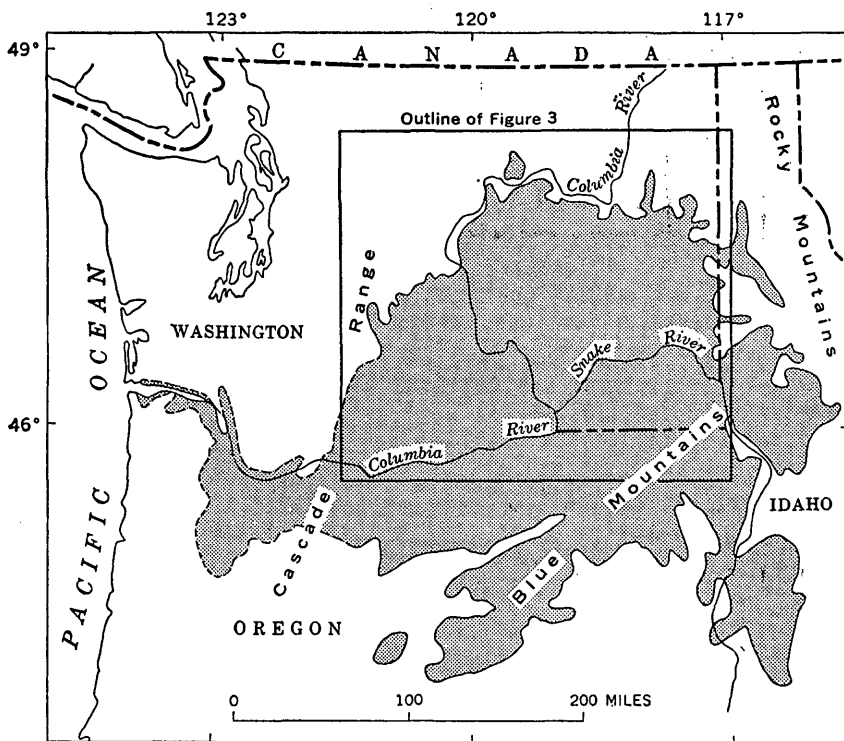 123° 120° 117°
49°
C A N A D A
River
Outline of Figure 3
Columbia
Rocky
Mountains
Range
OCEAN
WASHINGTON
Snake
River
46°
River
Columbia
Mountains
IDAHO
Cascade
Blue
PACIFIC
OREGON
0 100 200 MILES